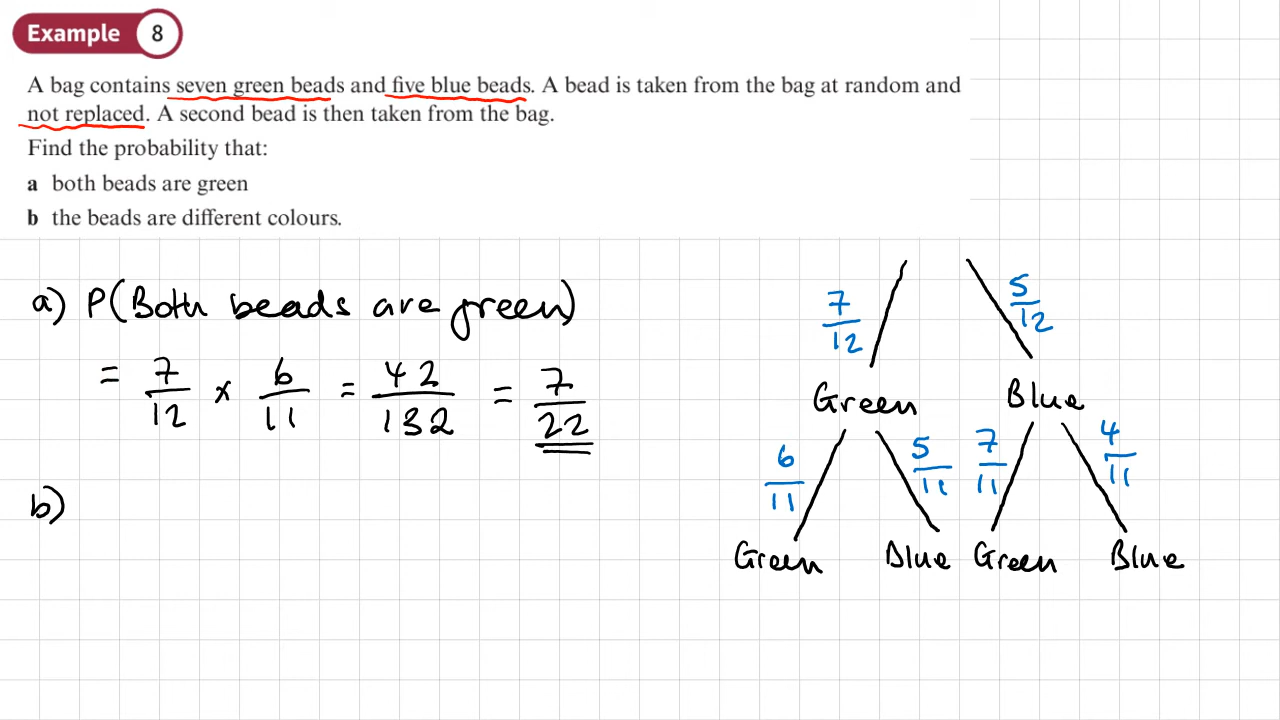 Example 8
A bag contains seven green beads and five blue beads. A bead is taken from the bag at random and
not replaced. A second bead is then taken from the bag.
Find the probability that:
a both beads are green
b the beads are different colours.
a) P(Both beads are green)
= 7/12 × 6/11 = 42/132 = 7/22
b)
7/12 5/12
Green Blue
6/11 5/11 7/11 4/11
Green Blue Green Blue